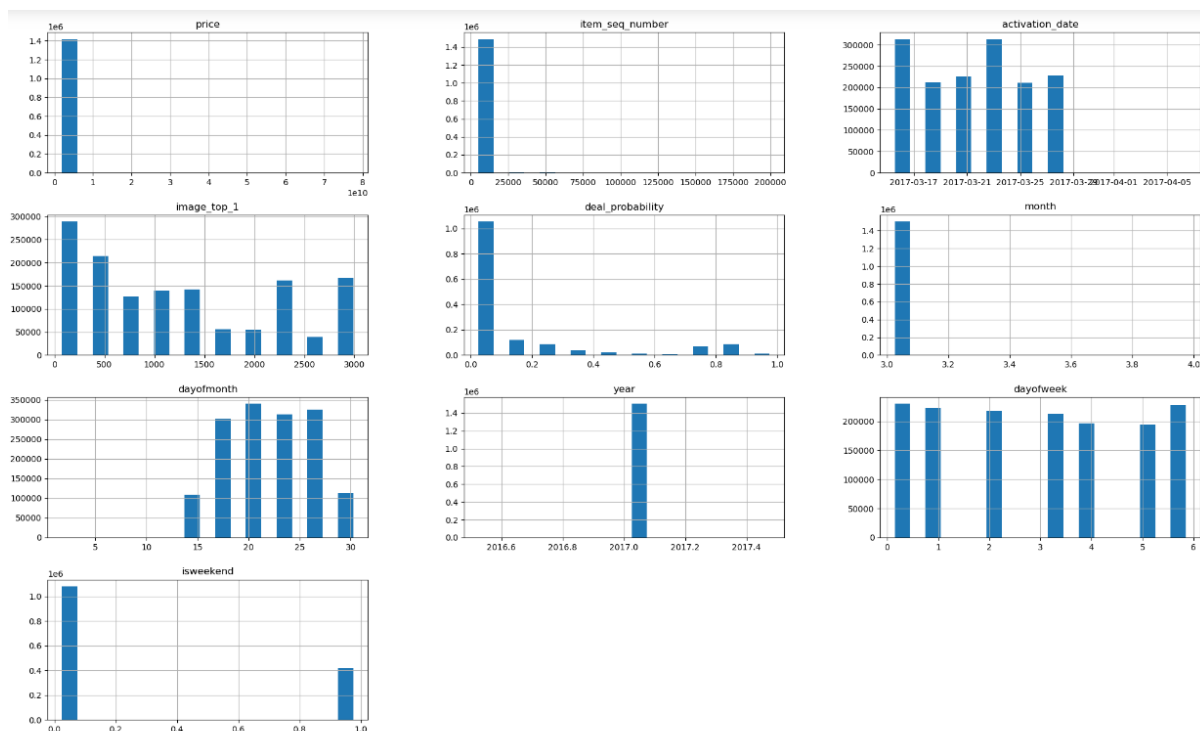 price
1e6
1.4
1.2
1.0
0.8
0.6
0.4
0.2
0.0
0 1 2 3 4 5 6 7 8
1e10
item_seq_number
1e6
1.4
1.2
1.0
0.8
0.6
0.4
0.2
0.0
0 25000 50000 75000 100000 125000 150000 175000 200000
activation_date
300000
250000
200000
150000
100000
50000
0
2017-03-17 2017-03-21 2017-03-25 2017-03-29 2017-04-01 2017-04-05
image_top_1
300000
250000
200000
150000
100000
50000
0
0 500 1000 1500 2000 2500 3000
deal_probability
1e6
1.0
0.8
0.6
0.4
0.2
0.0
0.0 0.2 0.4 0.6 0.8 1.0
month
1e6
1.4
1.2
1.0
0.8
0.6
0.4
0.2
0.0
3.0 3.2 3.4 3.6 3.8 4.0
dayofmonth
350000
300000
250000
200000
150000
100000
50000
0
5 10 15 20 25 30
year
1e6
1.4
1.2
1.0
0.8
0.6
0.4
0.2
0.0
2016.6 2016.8 2017.0 2017.2 2017.4
dayofweek
200000
150000
100000
50000
0
0 1 2 3 4 5 6
isweekend
1e6
1.0
0.8
0.6
0.4
0.2
0.0
0.0 0.2 0.4 0.6 0.8 1.0